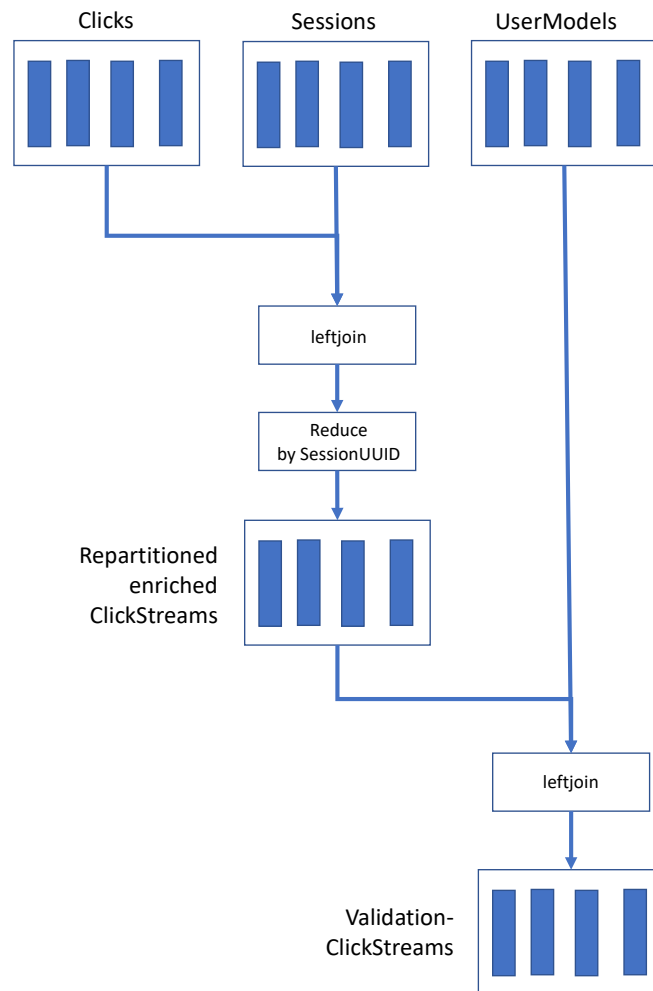 Clicks
Sessions
UserModels
leftjoin
Reduce
by SessionUUID
Repartitioned
enriched
ClickStreams
leftjoin
Validation-
ClickStreams